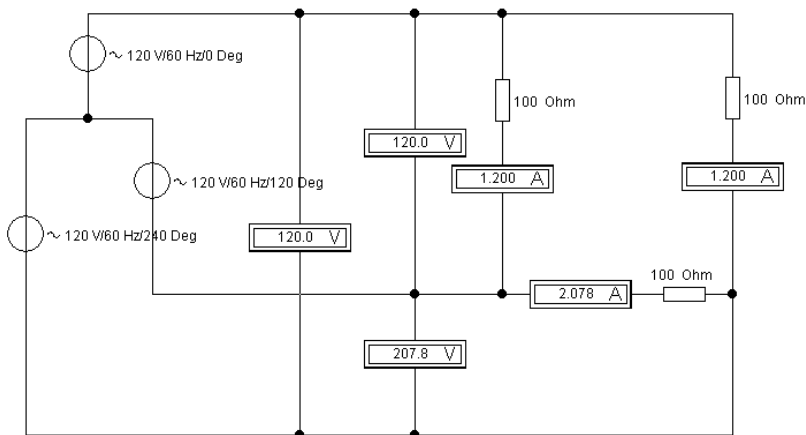 120 V/60 Hz/0 Deg
100 Ohm
100 Ohm
120.0 V
1.200 A
1.200 A
120 V/60 Hz/120 Deg
120 V/60 Hz/240 Deg
120.0 V
100 Ohm
2.078 A
207.8 V